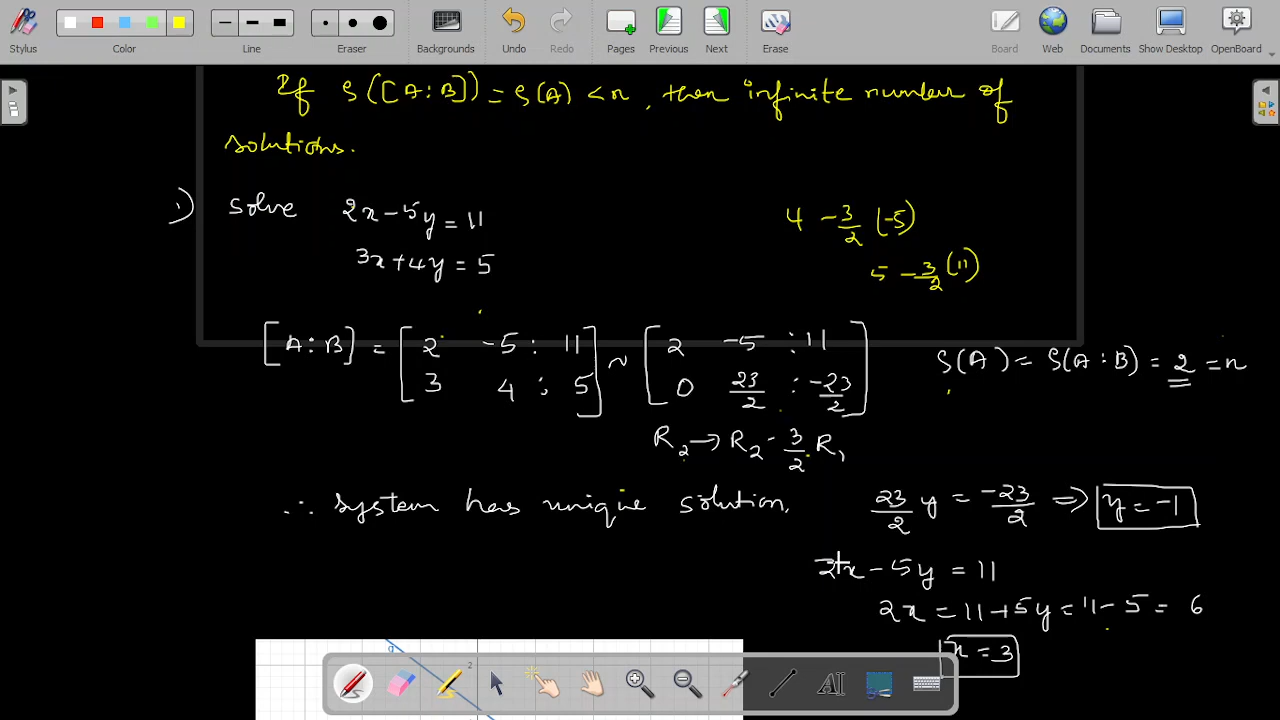 Stylus Color Line Eraser Backgrounds Undo Redo Pages Previous Next Erase Board Web Documents Show Desktop OpenBoard
If ρ([A:B]) = ρ(A) < n, then infinite number of
solutions.
1) solve 2x - 5y = 11
3x + 4y = 5
4 - 3/2 (-5)
5 - 3/2 (11)
[A:B] = [2 -5 : 11; 3 4 : 5] ~ [2 -5 : 11; 0 23/2 : -23/2]
ρ(A) = ρ(A:B) = 2 = n
R₂ → R₂ - 3/2 R₁
∴ system has unique solution.
23/2 y = -23/2 ⇒ y = -1
2x - 5y = 11
2x = 11 + 5y = 11 - 5 = 6
x = 3
a
2
AI